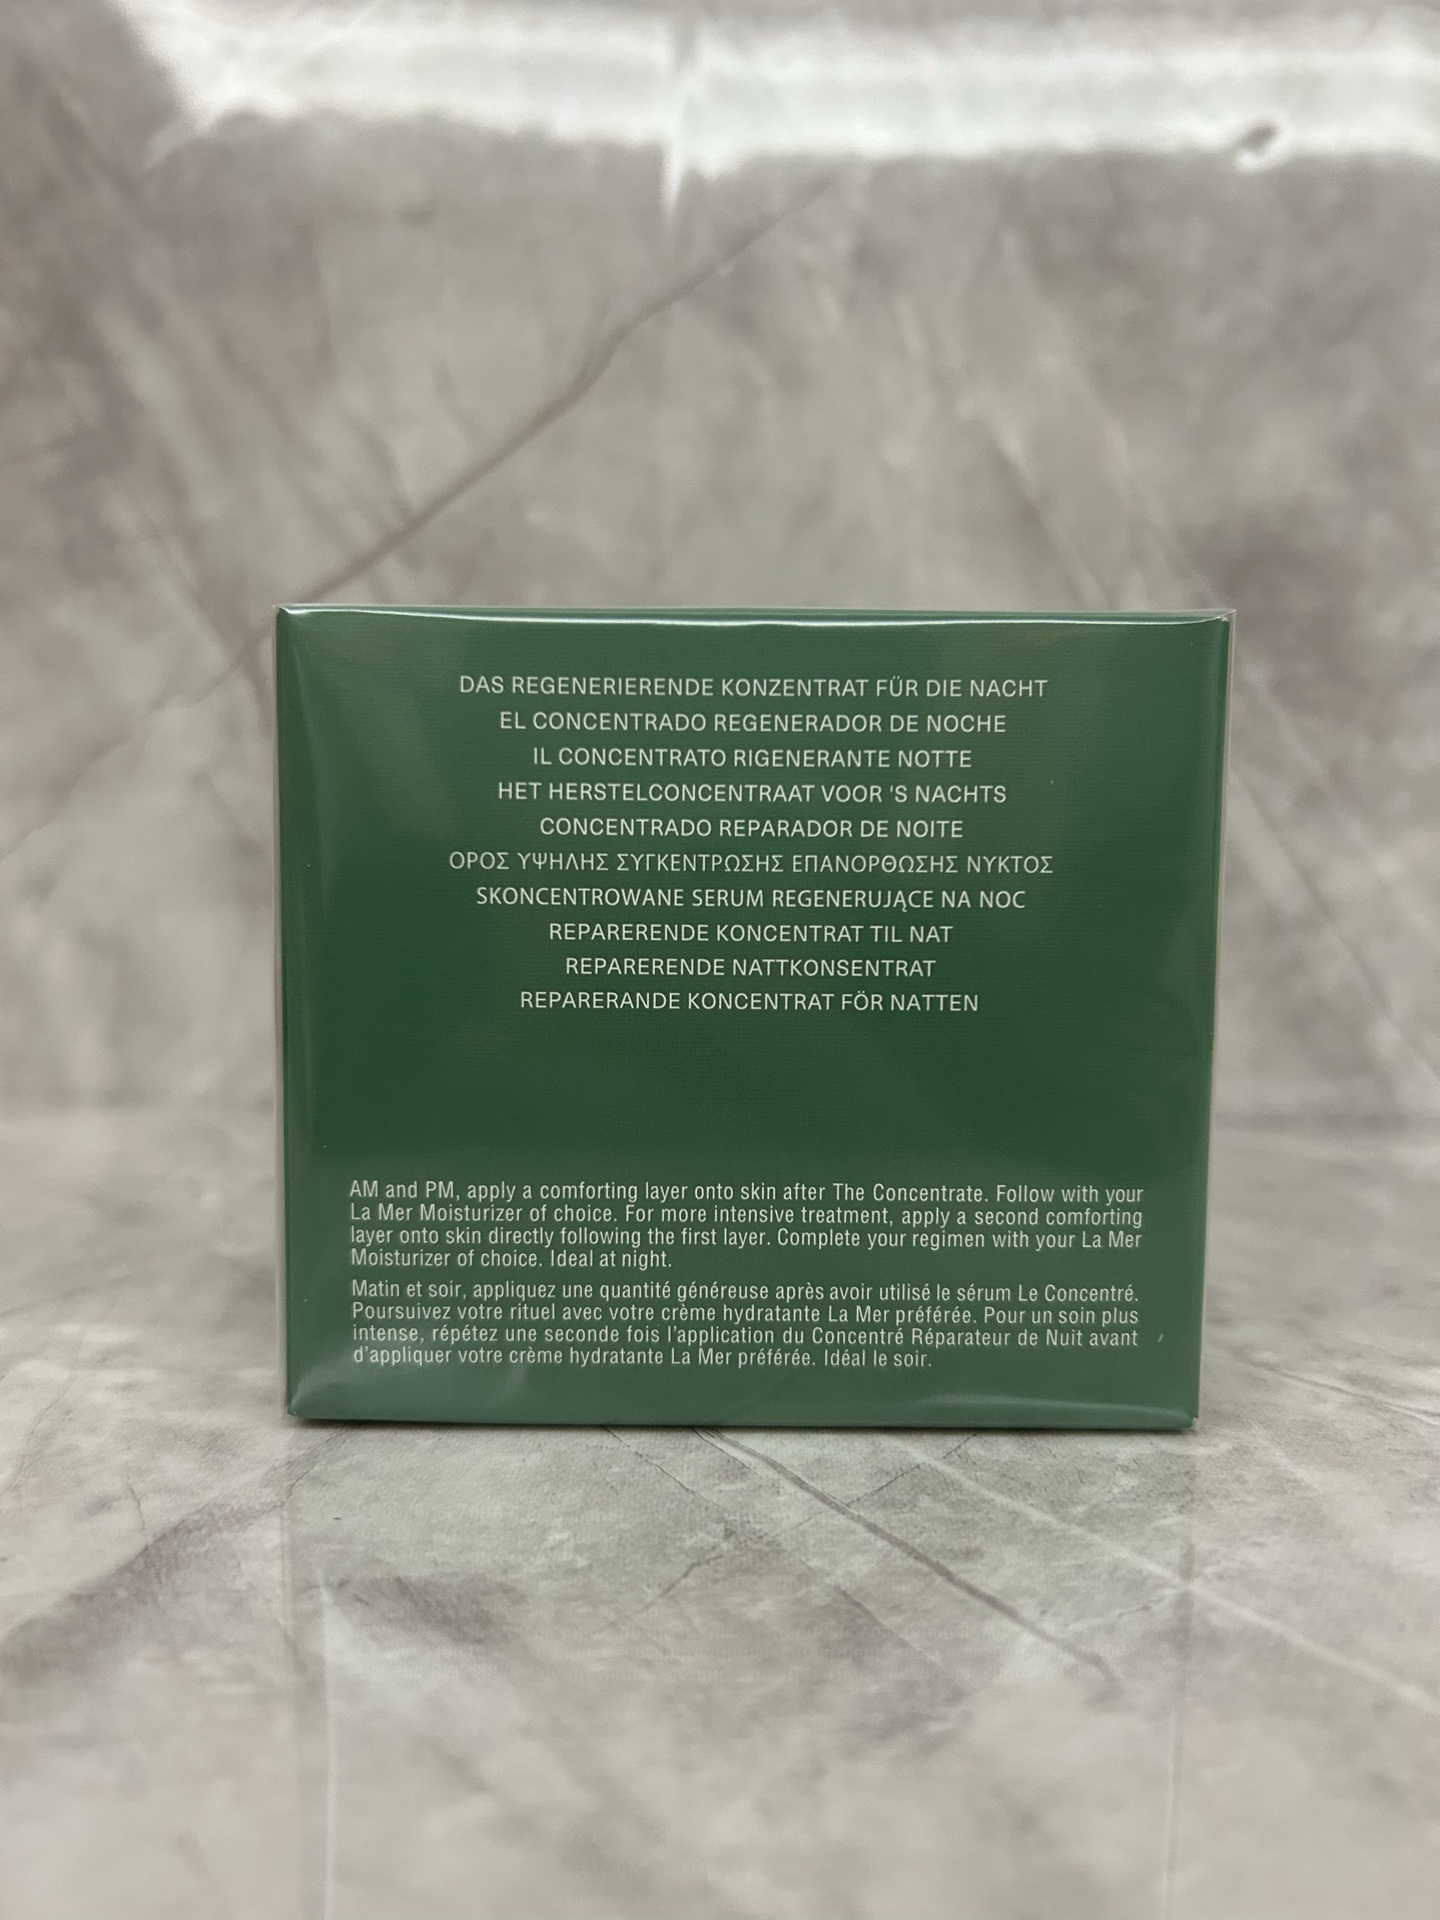 DAS REGENERIERENDE KONZENTRAT FÜR DIE NACHT
EL CONCENTRADO REGENERADOR DE NOCHE
IL CONCENTRATO RIGENERANTE NOTTE
HET HERSTELCONCENTRAAT VOOR 'S NACHTS
CONCENTRADO REPARADOR DE NOITE
ΟΡΟΣ ΥΨΗΛΗΣ ΣΥΓΚΕΝΤΡΩΣΗΣ ΕΠΑΝΟΡΘΩΣΗΣ ΝΥΚΤΟΣ
SKONCENTROWANE SERUM REGENERUJĄCE NA NOC
REPARERENDE KONCENTRAT TIL NAT
REPARERENDE NATTKONSENTRAT
REPARERANDE KONCENTRAT FÖR NATTEN
AM and PM, apply a comforting layer onto skin after The Concentrate. Follow with your
La Mer Moisturizer of choice. For more intensive treatment, apply a second comforting
layer onto skin directly following the first layer. Complete your regimen with your La Mer
Moisturizer of choice. Ideal at night.
Matin et soir, appliquez une quantité généreuse après avoir utilisé le sérum Le Concentré.
Poursuivez votre rituel avec votre crème hydratante La Mer préférée. Pour un soin plus
intense, répétez une seconde fois l'application du Concentré Réparateur de Nuit avant
d'appliquer votre crème hydratante La Mer préférée. Idéal le soir.